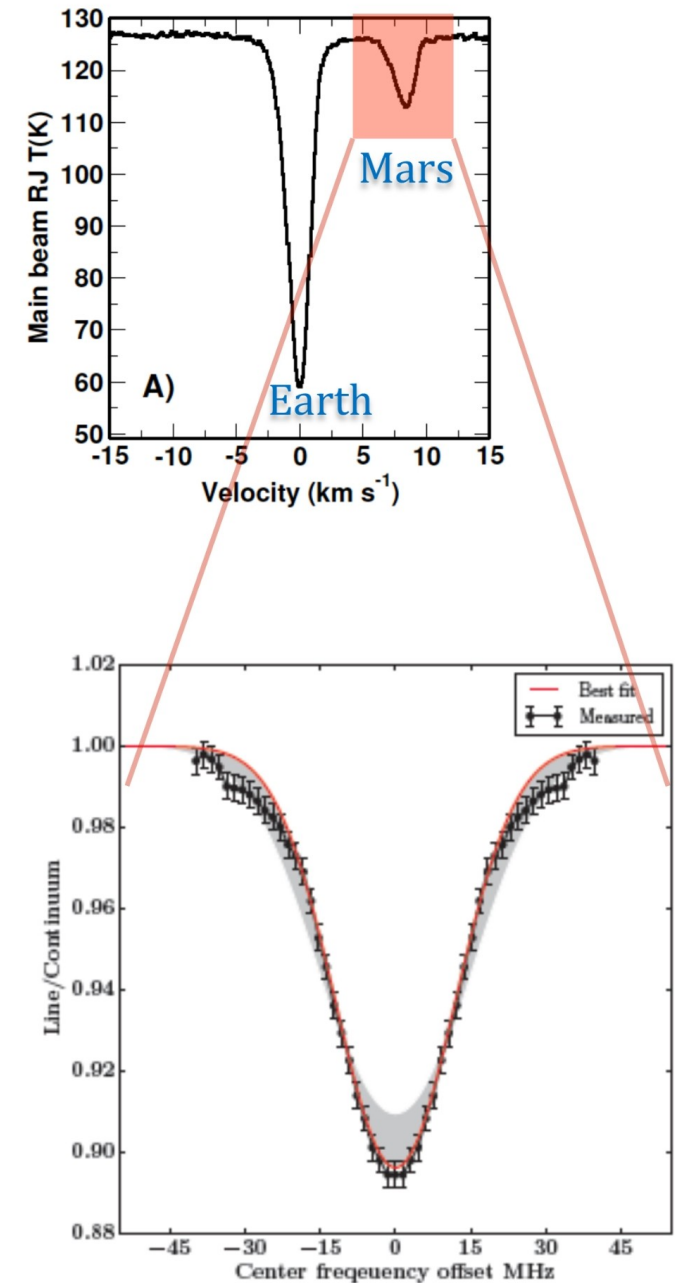 130
120
110
100
90
80
70
60
50
Main beam RJ T(K)
Mars
A)
Earth
-15 -10 -5 0 5 10 15
Velocity (km s-1)
1.02
1.00
0.98
0.96
0.94
0.92
0.90
0.88
Line/Continuum
Best fit
Measured
−45 −30 −15 0 15 30 45
Center freqeuency offset MHz